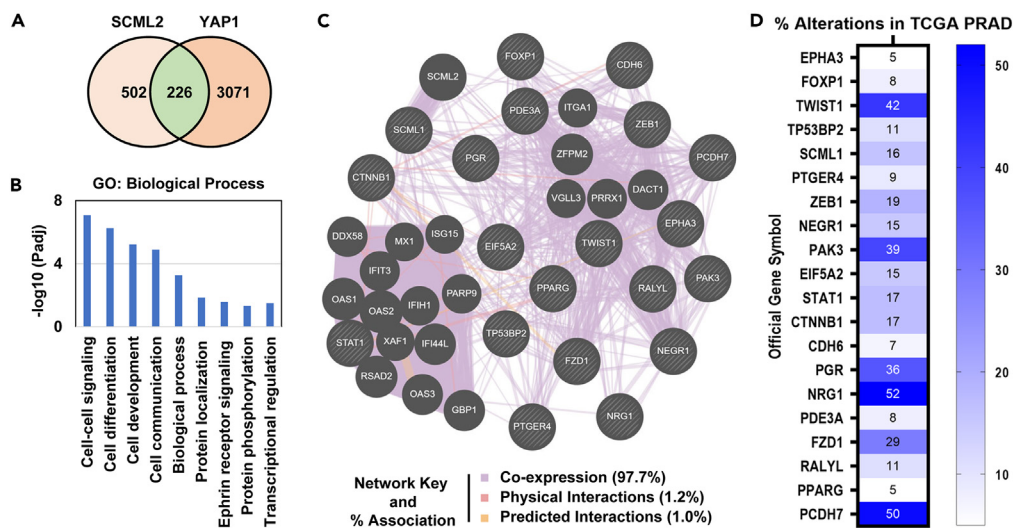 A
SCML2 YAP1
502 226 3071
B
GO: Biological Process
-log10 (Padj)
8
4
0
Cell-cell signaling
Cell differentiation
Cell development
Cell communication
Biological process
Protein localization
Ephrin receptor signaling
Protein phosphorylation
Transcriptional regulation
C
FOXP1
CDH6
SCML2
PDE3A
ITGA1
SCML1
ZEB1
PGR
ZFPM2
PCDH7
CTNNB1
VGLL3
PRRX1
DACT1
DDX58
MX1
ISG15
EIF5A2
TWIST1
EPHA3
IFIT3
OAS1
OAS2
IFIH1
PARP9
PPARG
RALYL
PAK3
STAT1
XAF1
IFI44L
TP53BP2
FZD1
NEGR1
RSAD2
OAS3
GBP1
PTGER4
NRG1
Network Key
and
% Association
Co-expression (97.7%)
Physical Interactions (1.2%)
Predicted Interactions (1.0%)
D
% Alterations in TCGA PRAD
Official Gene Symbol
EPHA3 5
FOXP1 8
TWIST1 42
TP53BP2 11
SCML1 16
PTGER4 9
ZEB1 19
NEGR1 15
PAK3 39
EIF5A2 15
STAT1 17
CTNNB1 17
CDH6 7
PGR 36
NRG1 52
PDE3A 8
FZD1 29
RALYL 11
PPARG 5
PCDH7 50
50
40
30
20
10